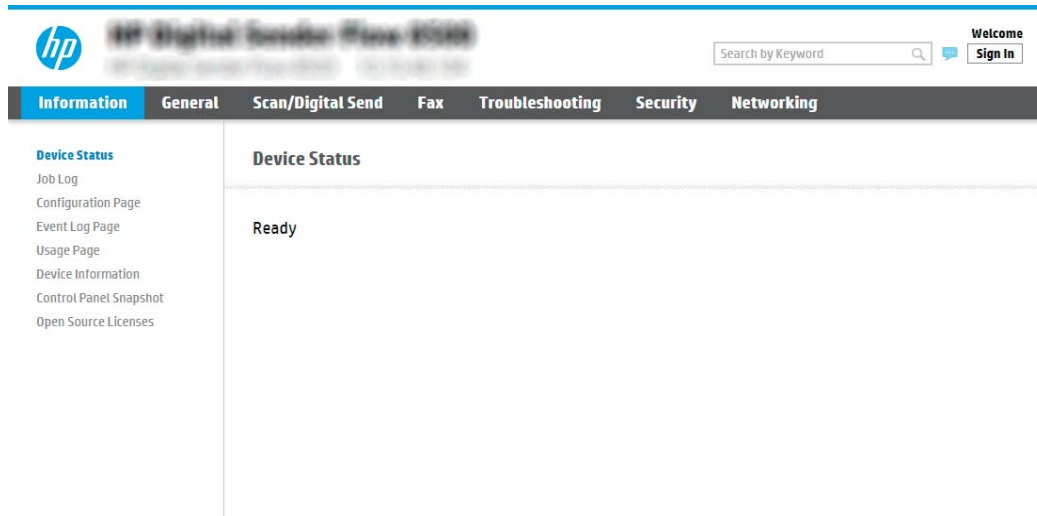 hp
Welcome
Search by Keyword
Sign In
Information General Scan/Digital Send Fax Troubleshooting Security Networking
Device Status
Job Log
Configuration Page
Event Log Page
Usage Page
Device Information
Control Panel Snapshot
Open Source Licenses
Device Status
Ready